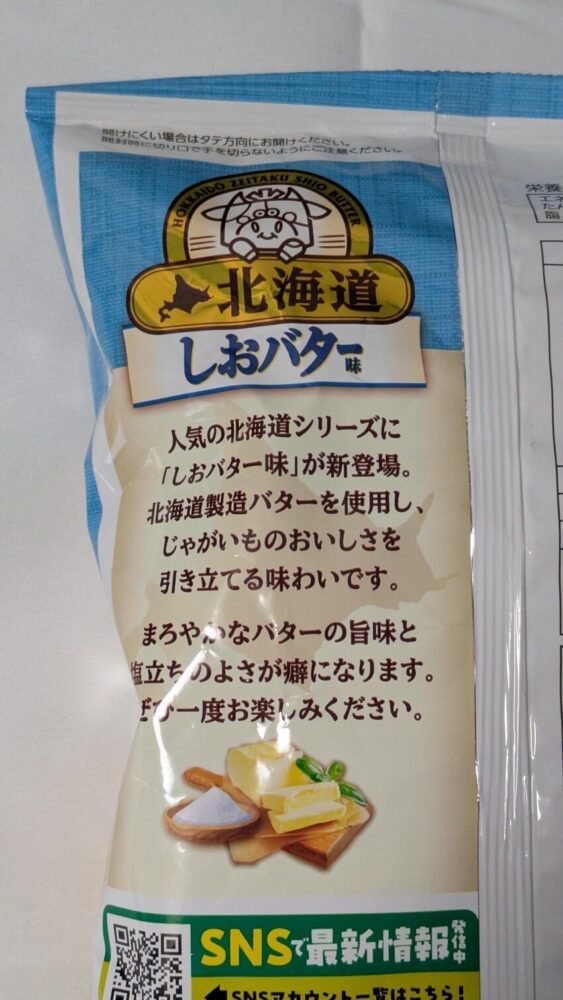 開けにくい場合はタテ方向にお開けください。
開封時に切り口で手を切らないようにご注意ください。
HOKKAIDO ZEITAKU SHIO BUTTER
北海道
しおバター味
人気の北海道シリーズに
「しおバター味」が新登場。
北海道製造バターを使用し、
じゃがいものおいしさを
引き立てる味わいです。
まろやかなバターの旨味と
塩立ちのよさが癖になります。
ぜひ一度お楽しみください。
SNSで最新情報発信中
SNSアカウント一覧はこちら!
栄養
エネ
たん
脂